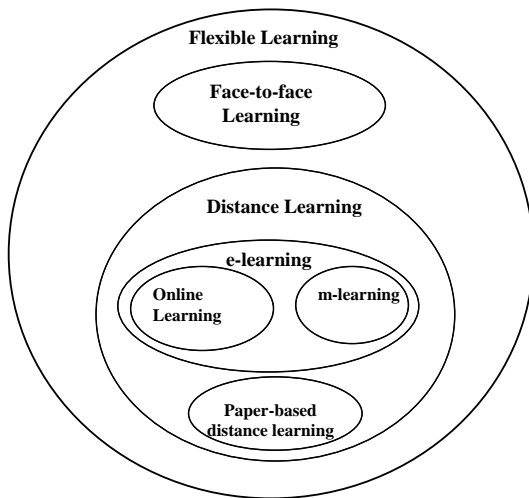 Flexible Learning
Face-to-face
Learning
Distance Learning
e-learning
Online
Learning
m-learning
Paper-based
distance learning